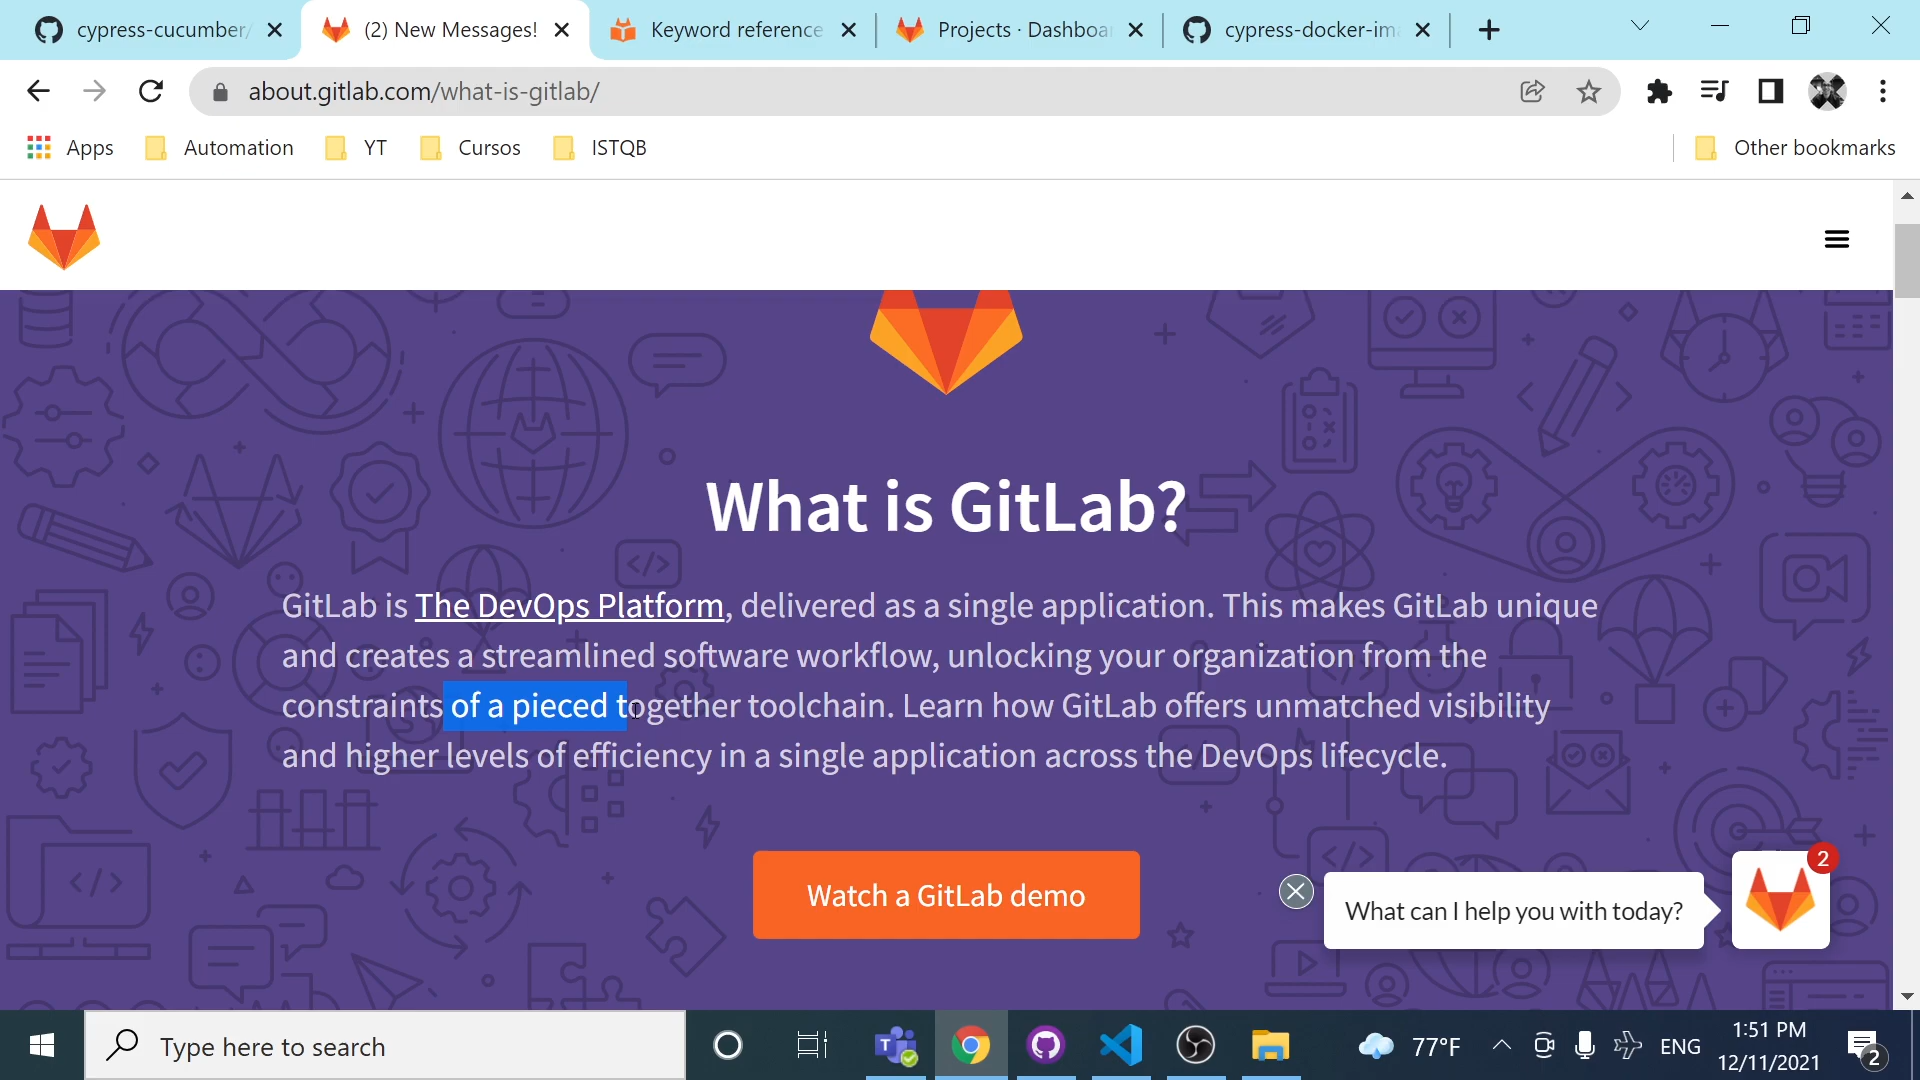 cypress-cucumber/
(2) New Messages!
Keyword reference
Projects · Dashboar
cypress-docker-ima
about.gitlab.com/what-is-gitlab/
Apps
Automation
YT
Cursos
ISTQB
Other bookmarks
What is GitLab?
GitLab is The DevOps Platform, delivered as a single application. This makes GitLab unique
and creates a streamlined software workflow, unlocking your organization from the
constraints of a pieced together toolchain. Learn how GitLab offers unmatched visibility
and higher levels of efficiency in a single application across the DevOps lifecycle.
Watch a GitLab demo
What can I help you with today?
2
Type here to search
T
77°F
ENG
1:51 PM
12/11/2021
2